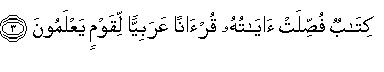 كِتَٰبٌ فُصِّلَتْ ءَايَٰتُهُۥ قُرْءَانًا عَرَبِيًّا لِّقَوْمٍ يَعْلَمُونَ ﴿٣﴾